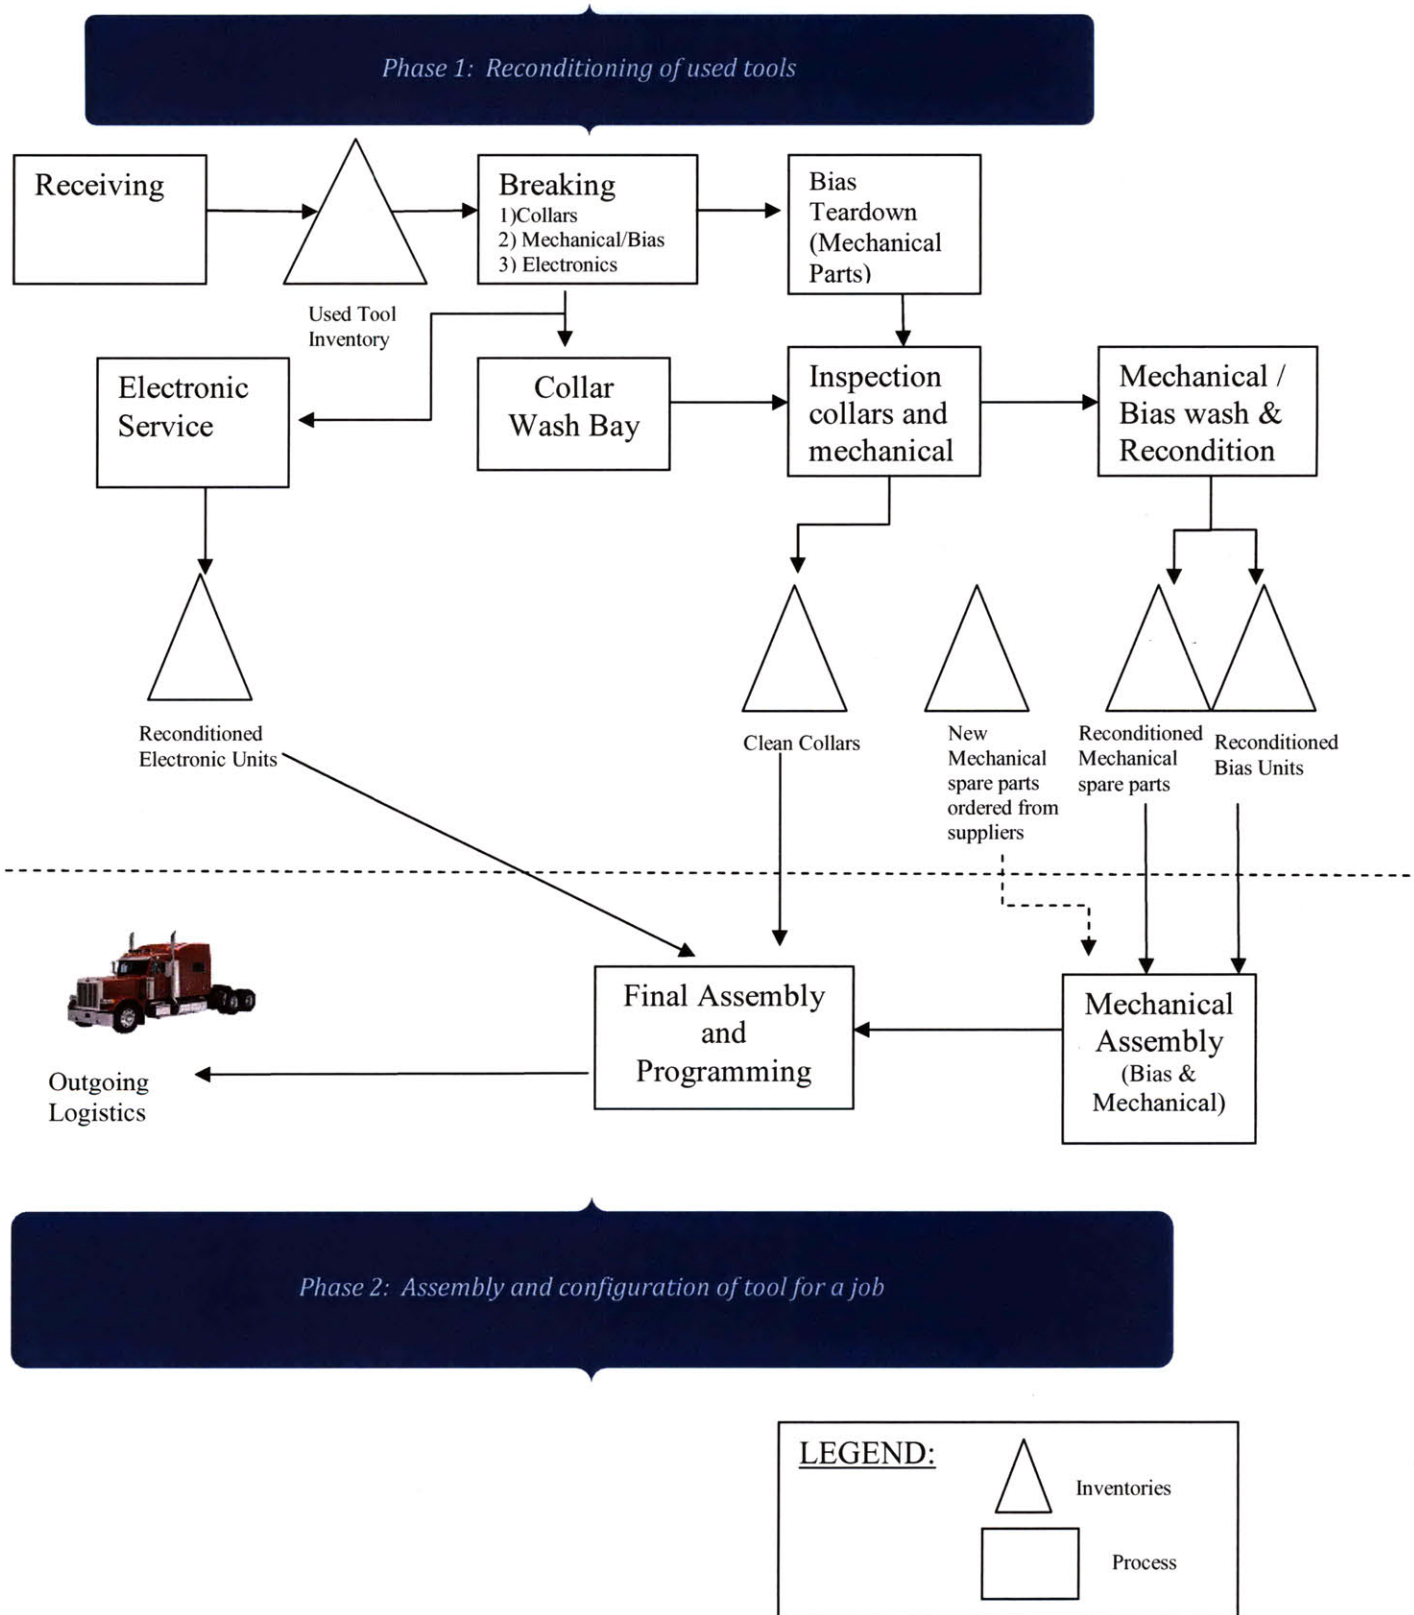 Phase 1: Reconditioning of used tools
Receiving
Breaking
1)Collars
2) Mechanical/Bias
3) Electronics
Bias
Teardown
(Mechanical
Parts)
Used Tool
Inventory
Electronic
Service
Collar
Wash Bay
Inspection
collars and
mechanical
Mechanical /
Bias wash &
Recondition
Reconditioned
Electronic Units
Clean Collars
New
Mechanical
spare parts
ordered from
suppliers
Reconditioned
Mechanical
spare parts
Reconditioned
Bias Units
Outgoing
Logistics
Final Assembly
and
Programming
Mechanical
Assembly
(Bias &
Mechanical)
Phase 2: Assembly and configuration of tool for a job
LEGEND:
Inventories
Process